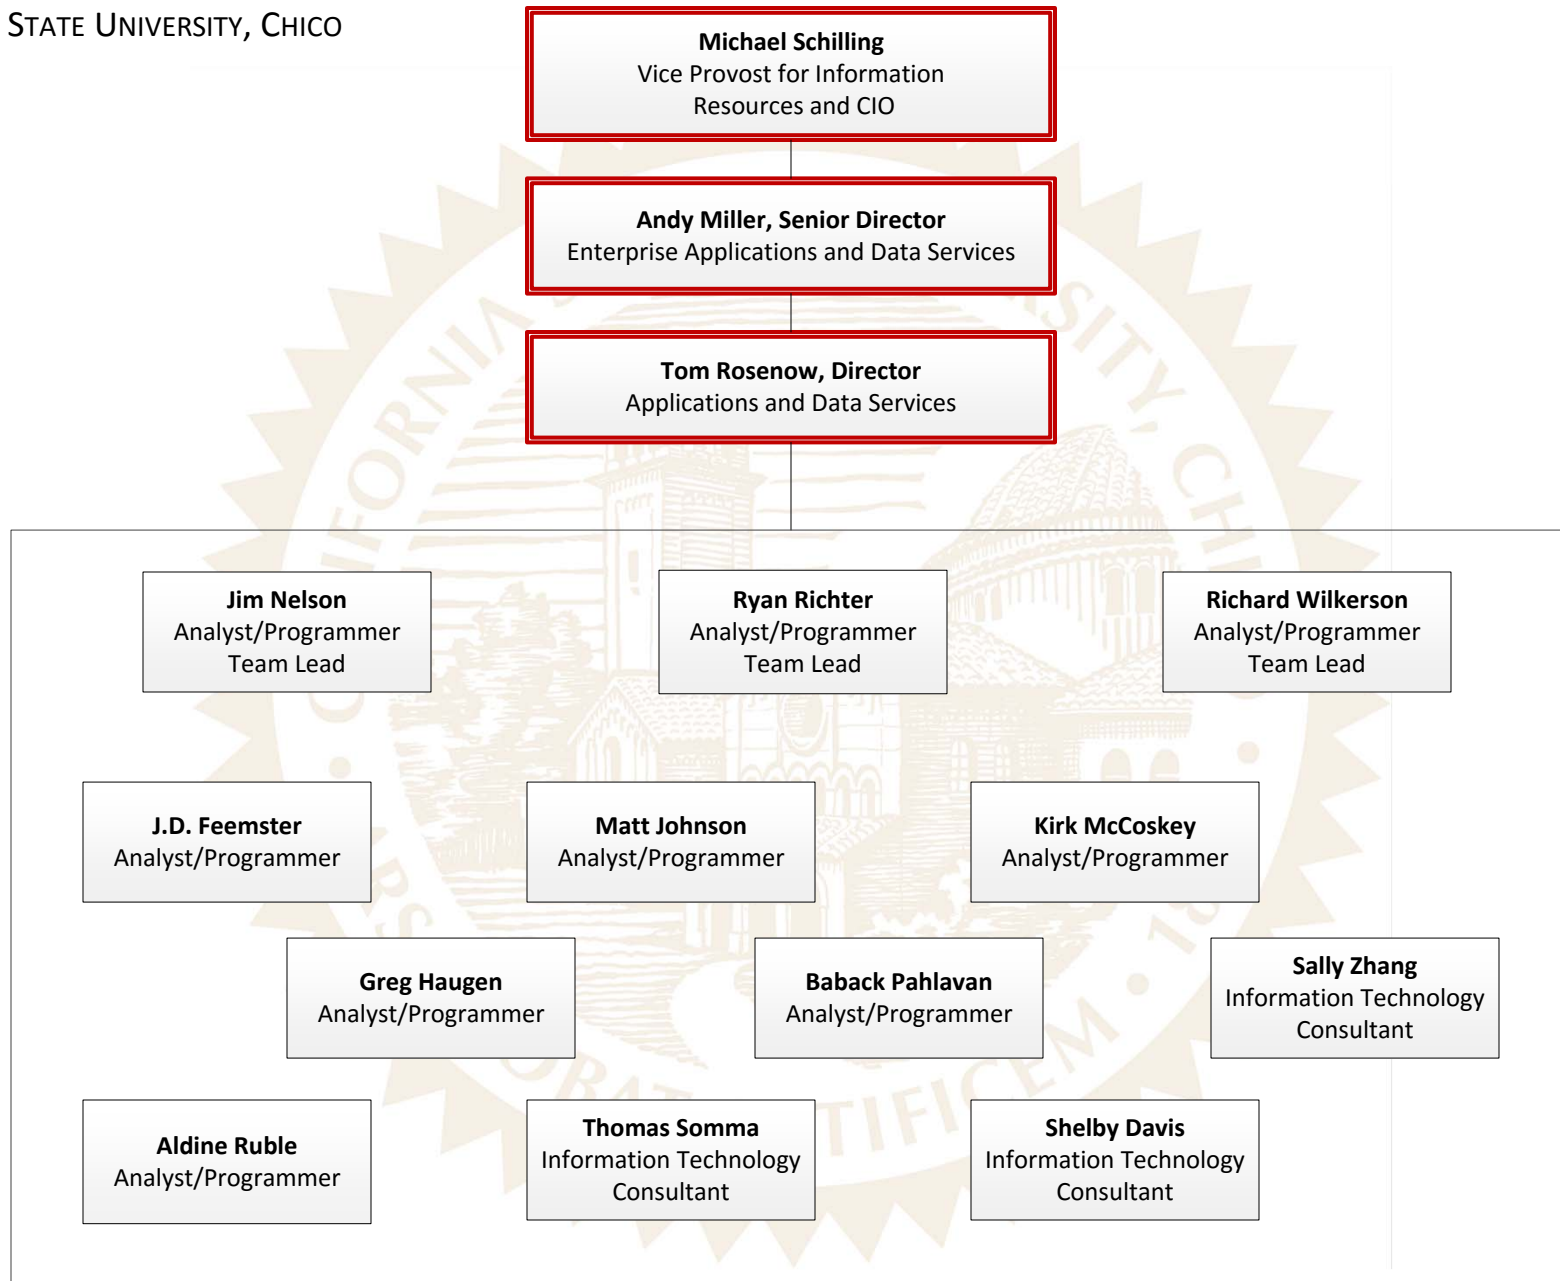 STATE UNIVERSITY, CHICO
Michael Schilling
Vice Provost for Information
Resources and CIO
Andy Miller, Senior Director
Enterprise Applications and Data Services
Tom Rosenow, Director
Applications and Data Services
Jim Nelson
Analyst/Programmer
Team Lead
Ryan Richter
Analyst/Programmer
Team Lead
Richard Wilkerson
Analyst/Programmer
Team Lead
J.D. Feemster
Analyst/Programmer
Matt Johnson
Analyst/Programmer
Kirk McCoskey
Analyst/Programmer
Greg Haugen
Analyst/Programmer
Baback Pahlavan
Analyst/Programmer
Sally Zhang
Information Technology
Consultant
Aldine Ruble
Analyst/Programmer
Thomas Somma
Information Technology
Consultant
Shelby Davis
Information Technology
Consultant